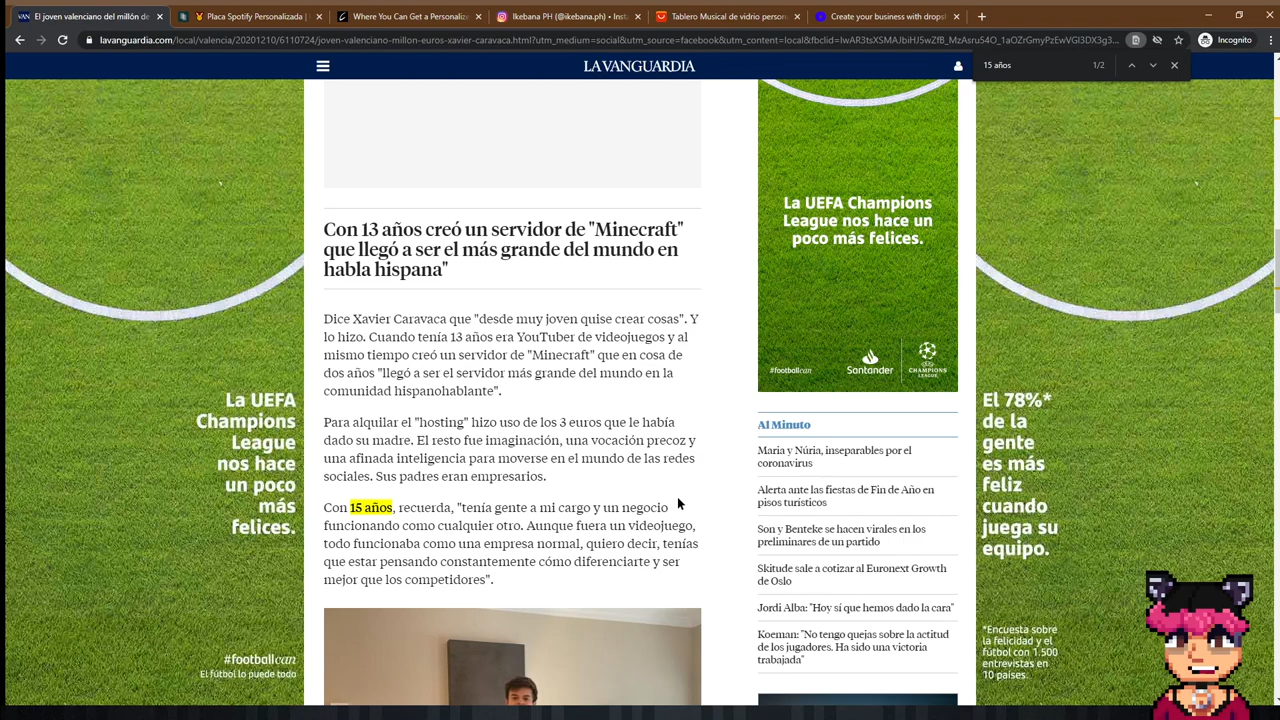 El joven valenciano del millón de
Placa Spotify Personalizada |
Where You Can Get a Personaliz
Ikebana PH (@ikebana.ph) • Inst
Tablero Musical de vidrio person
Create your business with dropsh
lavanguardia.com/local/valencia/20201210/6110724/joven-valenciano-millon-euros-xavier-caravaca.html?utm_medium=social&utm_source=facebook&utm_content=local&fbclid=
Incognito
15 años
1/2
LAVANGUARDIA
Con 13 años creó un servidor de "Minecraft"
que llegó a ser el más grande del mundo en
habla hispana"
Dice Xavier Caravaca que "desde muy joven quise crear cosas". Y
lo hizo. Cuando tenía 13 años era YouTuber de videojuegos y al
mismo tiempo creó un servidor de "Minecraft" que en cosa de
dos años "llegó a ser el servidor más grande del mundo en la
comunidad hispanohablante".
Para alquilar el "hosting" hizo uso de los 3 euros que le había
dado su madre. El resto fue imaginación, una vocación precoz y
una afinada inteligencia para moverse en el mundo de las redes
sociales. Sus padres eran empresarios.
Con 15 años, recuerda, "tenía gente a mi cargo y un negocio
funcionando como cualquier otro. Aunque fuera un videojuego,
todo funcionaba como una empresa normal, quiero decir, tenías
que estar pensando constantemente cómo diferenciarte y ser
mejor que los competidores".
La UEFA Champions
League nos hace un
poco más felices.
#footballcan
Santander
CHAMPIONS
LEAGUE
Al Minuto
Maria y Núria, inseparables por el
coronavirus
Alerta ante las fiestas de Fin de Año en
pisos turísticos
Son y Benteke se hacen virales en los
preliminares de un partido
Skitude sale a cotizar al Euronext Growth
de Oslo
Jordi Alba: "Hoy sí que hemos dado la cara"
Koeman: "No tengo quejas sobre la actitud
de los jugadores. Ha sido una victoria
trabajada"
La UEFA
Champions
League
nos hace
un poco
más
felices.
#footballcan
El fútbol lo puede todo
El 78%*
de la
gente
es más
feliz
cuando
juega su
equipo.
*Encuesta sobre
la felicidad y el
fútbol con 1.500
entrevistas en
10 países.